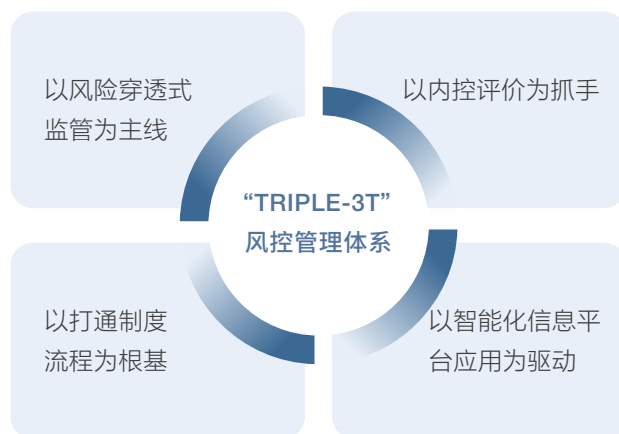 以风险穿透式
监管为主线
以内控评价为抓手
“TRIPLE-3T”
风控管理体系
以打通制度
流程为根基
以智能化信息平
台应用为驱动